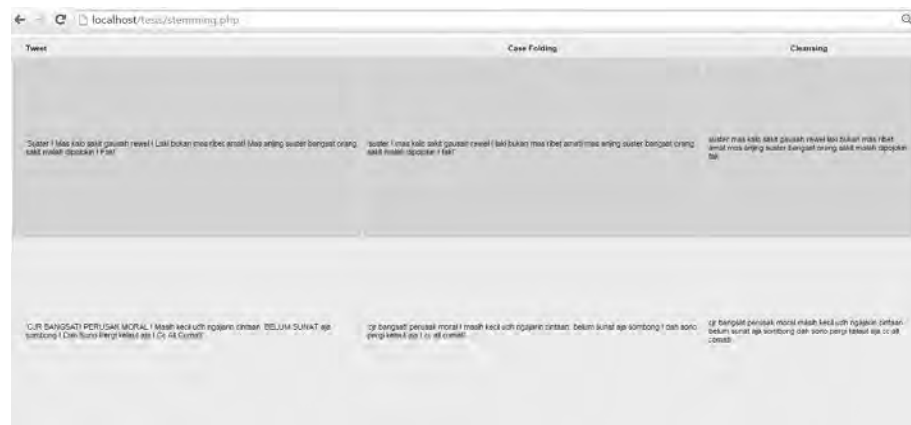 localhost/tesis/stemming.php
Tweet Case Folding Cleansing
'Suster ! Mas kalo sakit gausah rewel ! Laki bukan mas ribet amat! Mas anjing suster bangsat orang
sakit malah dipojokin ! Fak!'
'suster ! mas kalo sakit gausah rewel ! laki bukan mas ribet amat! mas anjing suster bangsat orang
sakit malah dipojokin ! fak!'
suster mas kalo sakit gausah rewel laki bukan mas ribet
amat mas anjing suster bangsat orang sakit malah dipojokin
fak
'CJR BANGSAT! PERUSAK MORAL ! Masih kecil udh ngajarin cintaan BELUM SUNAT aja
sombong ! Dah Sono pergi kelaut aja ! Cc All
cjr bangsat! perusak moral ! masih kecil udh ngajarin cintaan belum sunat aja sombong ! dah sono
pergi kelaut aja ! cc all
cjr bangsat perusak moral masih kecil udh ngajarin cintaan
belum sunat aja sombong dah sono pergi kelaut aja cc all